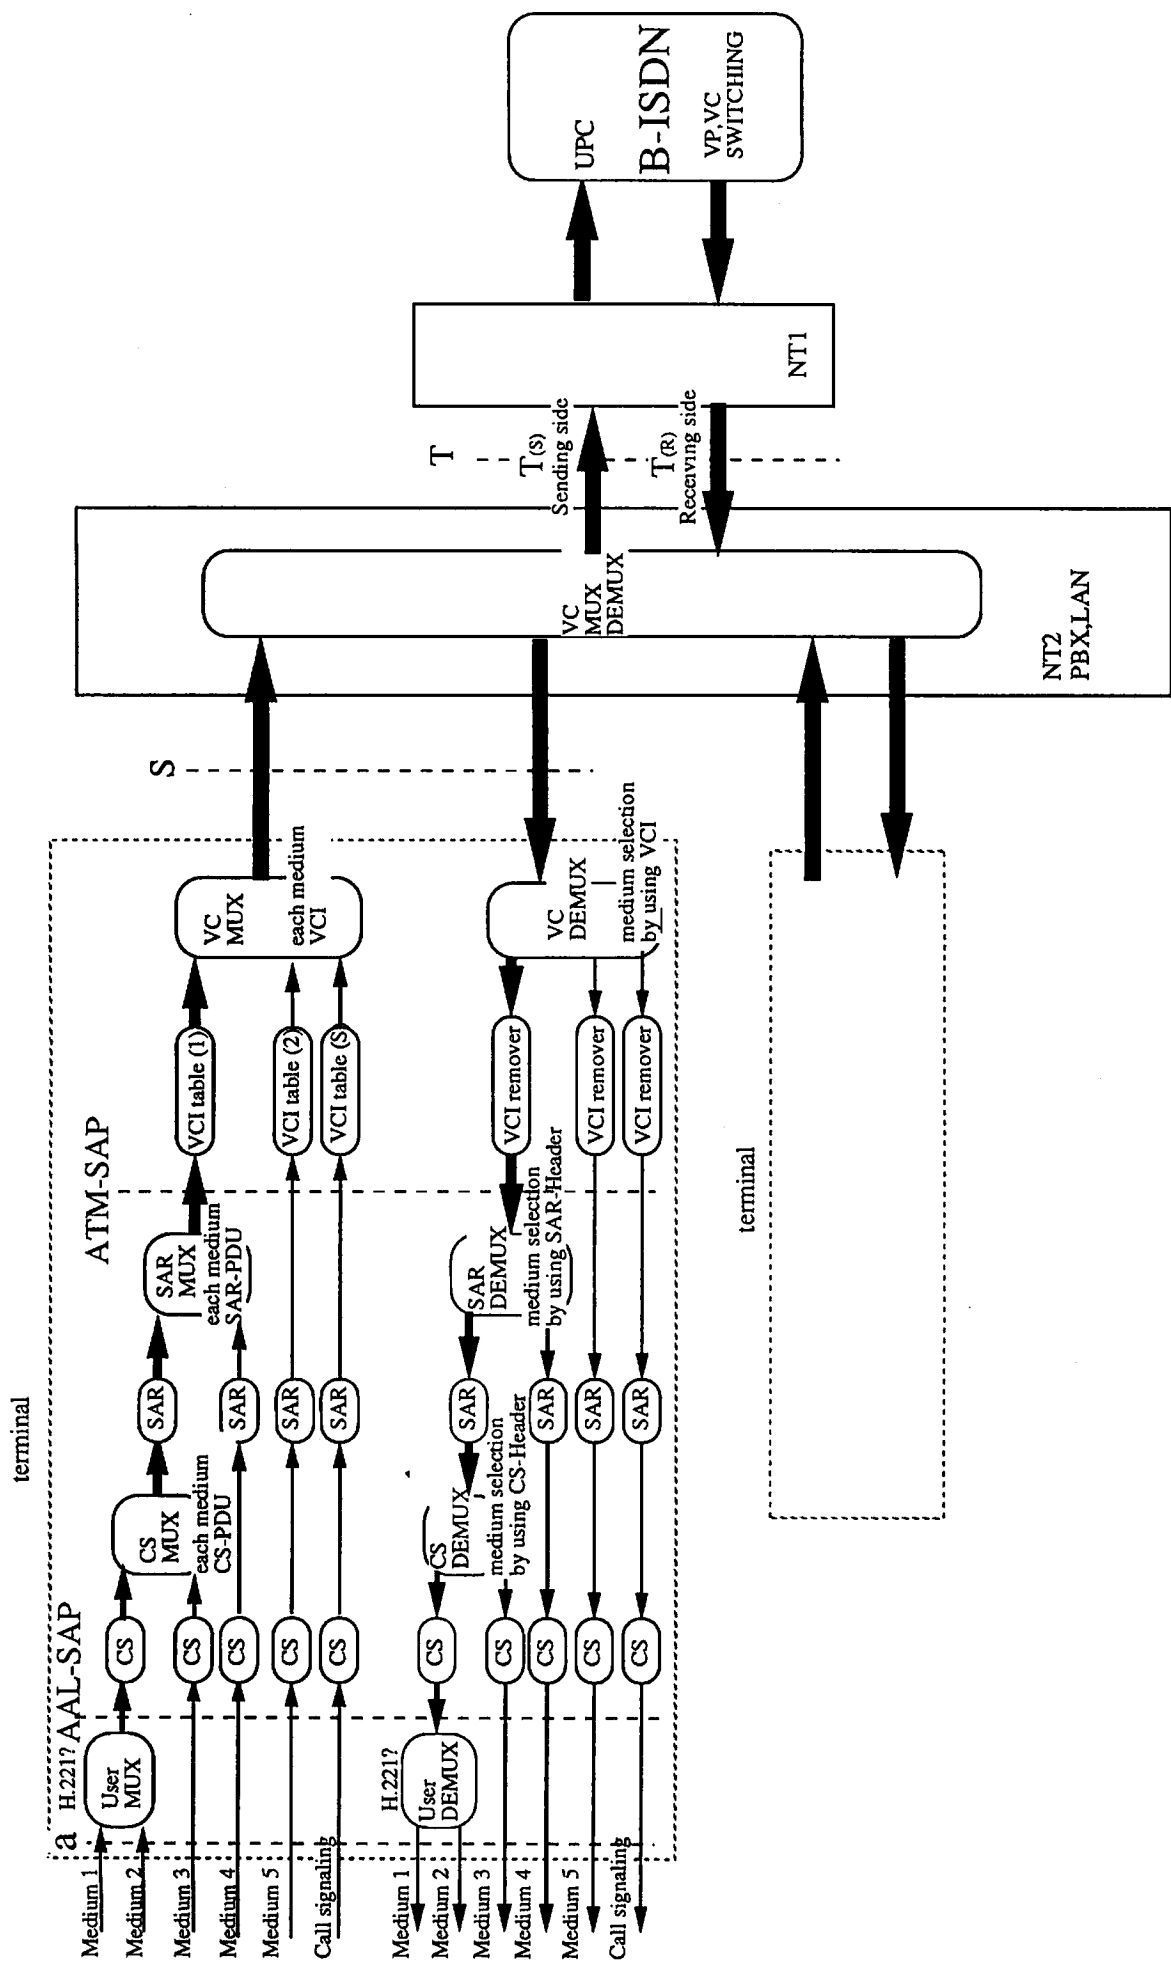 terminal
a
H.221?
AAL-SAP
ATM-SAP
S
T
Medium 1
Medium 2
Medium 3
Medium 4
Medium 5
Call signaling
User
MUX
CS
CS
CS
CS
CS
CS
MUX
each medium
CS-PDU
SAR
SAR
SAR
SAR
SAR
MUX
each medium
SAR-PDU
VCI table (1)
VCI table (2)
VCI table (S)
VC
MUX
each medium
VCI
Medium 1
Medium 2
Medium 3
Medium 4
Medium 5
Call signaling
H.221?
User
DEMUX
CS
CS
CS
CS
CS
CS
DEMUX
medium selection
by using CS-Header
SAR
SAR
SAR
SAR
SAR
DEMUX
medium selection
by using SAR-Header
VCI remover
VCI remover
VCI remover
VC
DEMUX
medium selection
by using VCI
terminal
VC
MUX
DEMUX
NT2
PBX,LAN
T(S)
Sending side
T(R)
Receiving side
NT1
UPC
B-ISDN
VP,VC
SWITCHING